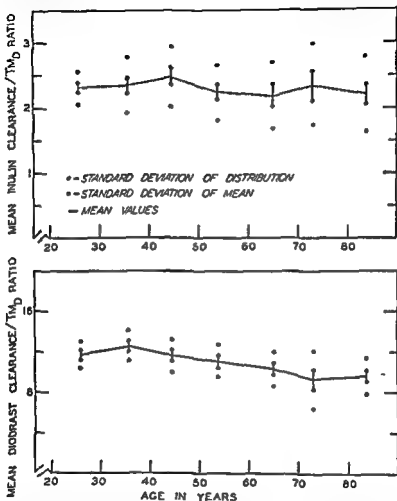 MEAN INULIN CLEARANCE/TMD RATIO
3
2
1
o-STANDARD DEVIATION OF DISTRIBUTION
•-STANDARD DEVIATION OF MEAN
— MEAN VALUES
20 30 40 50 60 70 80
MEAN DIODRAST CLEARANCE/TMD RATIO
16
8
20 30 40 50 60 70 80
AGE IN YEARS